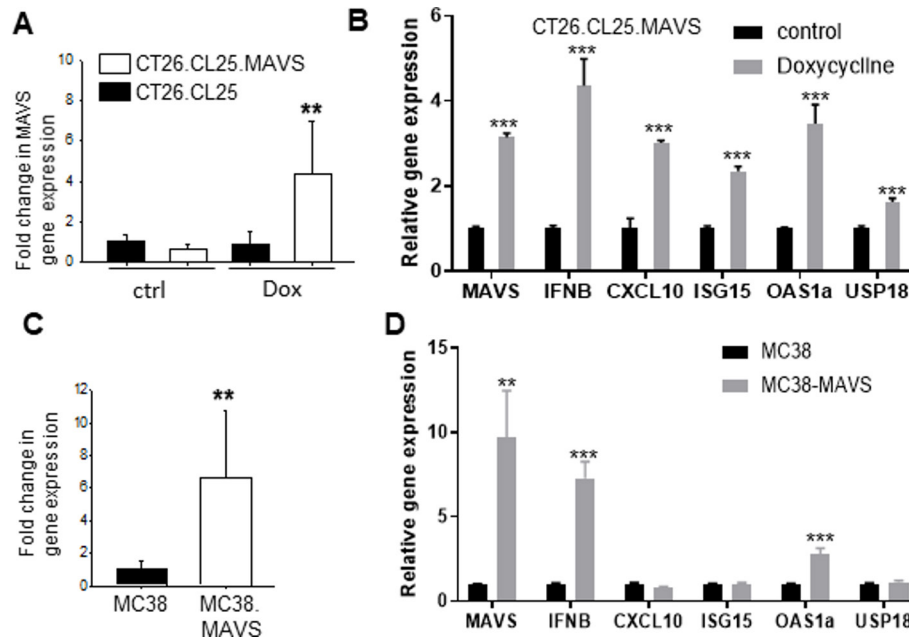 A
CT26.CL25.MAVS
CT26.CL25
Fold change in MAVS
gene expression
10
8
6
4
2
0
**
ctrl
Dox
B
CT26.CL25.MAVS
control
Doxycycline
Relative gene expression
6
4
2
0
***
***
***
***
***
***
MAVS
IFNB
CXCL10
ISG15
OAS1a
USP18
C
Fold change in
gene expression
12
10
8
6
4
2
0
**
MC38
MC38.
MAVS
D
MC38
MC38-MAVS
Relative gene expression
15
10
5
0
**
***
***
MAVS
IFNB
CXCL10
ISG15
OAS1a
USP18